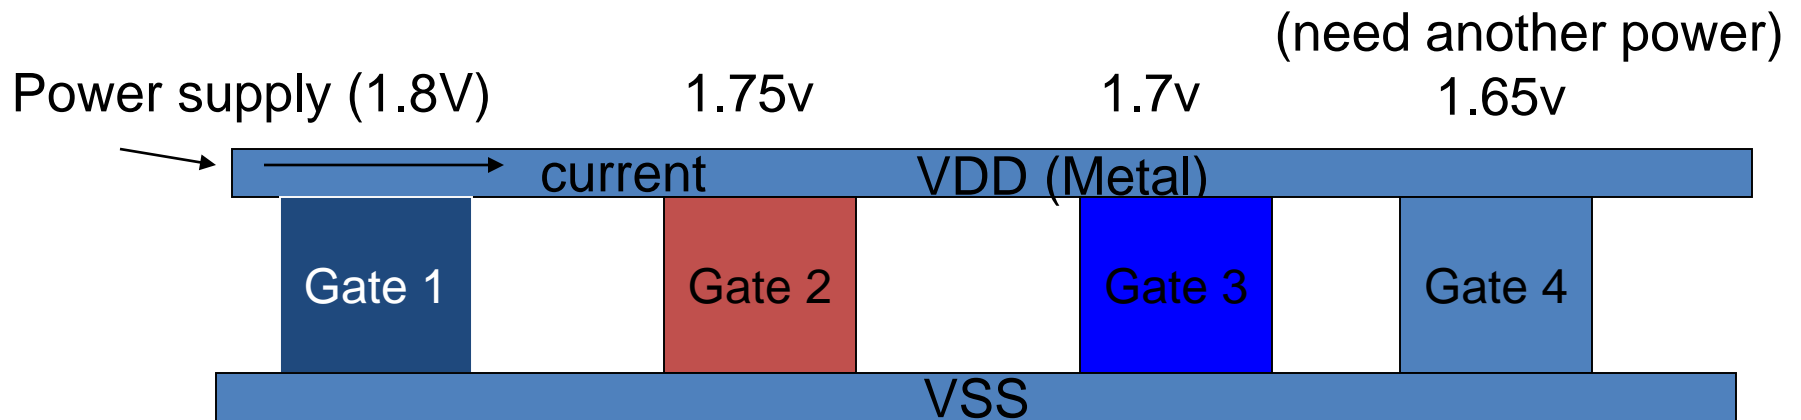 (need another power)
Power supply (1.8V) 1.75v 1.7v 1.65v
current VDD (Metal)
Gate 1 Gate 2 Gate 3 Gate 4
VSS